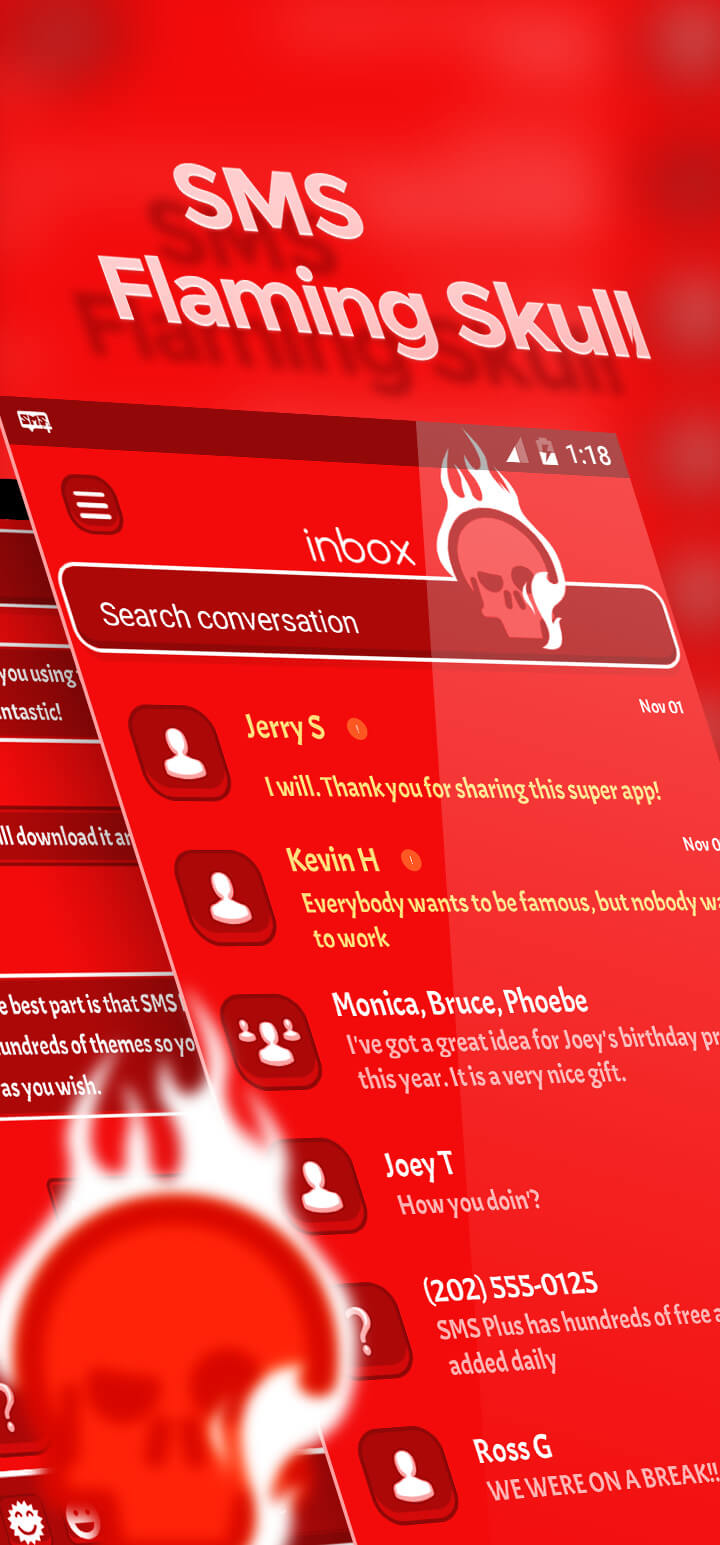 SMS
Flaming Skull
SMS
1:18
inbox
Search conversation
you using
ntastic!
Jerry S
Nov 01
I will. Thank you for sharing this super app!
ll download it
Kevin H
Nov
Everybody wants to be famous, but nobody
to work
e best part is that SMS
Monica, Bruce, Phoebe
I've got a great idea for Joey's birthday
this year. It is a very nice gift.
undreds of themes so yo
as you wish.
Joey T
How you doin'?
(202) 555-0125
SMS Plus has hundreds of free
added daily
?
?
Ross G
WE WERE ON A BREAK!!